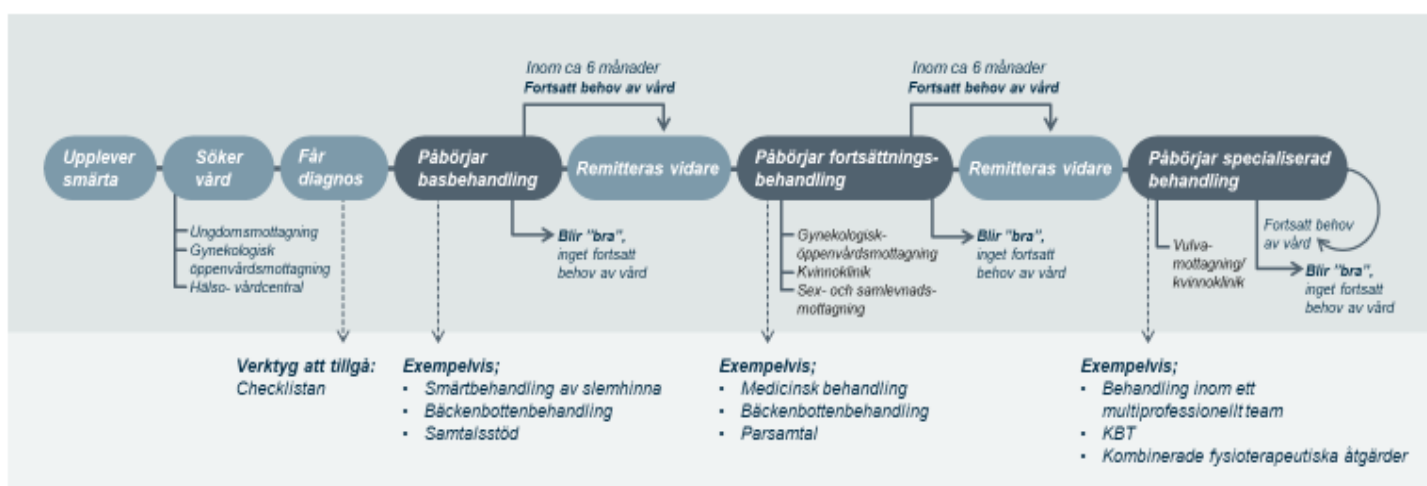 Inom ca 6 månader
Fortsatt behov av vård
Inom ca 6 månader
Fortsatt behov av vård
Upplever
smärta
Söker
vård
Får
diagnos
Påbörjar
basbehandling
Remitteras vidare
Påbörjar fortsättnings-
behandling
Remitteras vidare
Påbörjar specialiserad
behandling
Ungdomsmottagning
Gynekologisk
öppenvårdsmottagning
Hälso- vårdcentral
Blir "bra",
inget fortsatt
behov av vård
Gynekologisk-
öppenvårdsmottagning
Kvinnoklinik
Sex- och samlevnads-
mottagning
Blir "bra",
inget fortsatt
behov av vård
Vulva-
mottagning/
kvinnoklinik
Fortsatt behov
av vård
Blir "bra",
inget fortsatt
behov av vård
Verktyg att tillgå:
Checklistan
Exempelvis;
▪ Smärtbehandling av slemhinna
▪ Bäckenbottenbehandling
▪ Samtalsstöd
Exempelvis;
▪ Medicinsk behandling
▪ Bäckenbottenbehandling
▪ Parsamtal
Exempelvis;
▪ Behandling inom ett
multiprofessionellt team
▪ KBT
▪ Kombinerade fysioterapeutiska åtgärder